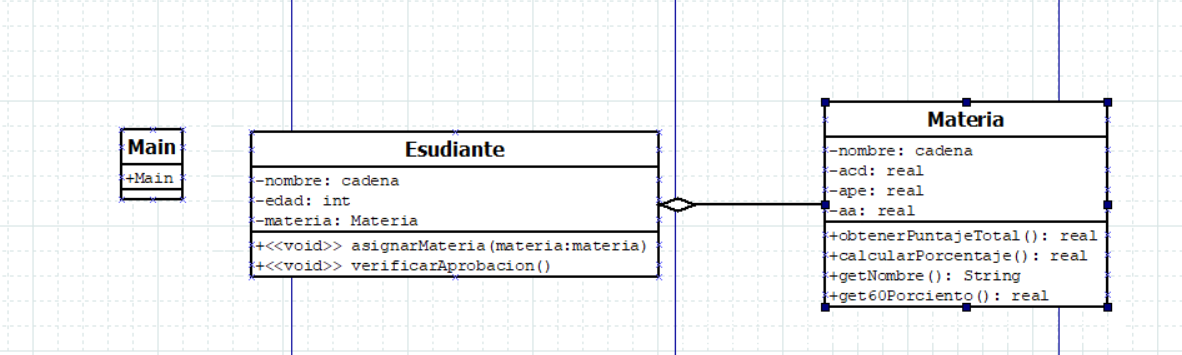 Main
+Main
Esudiante
-nombre: cadena
-edad: int
-materia: Materia
+<<void>> asignarMateria(materia:materia)
+<<void>> verificarAprobacion()
Materia
-nombre: cadena
-acd: real
-ape: real
-aa: real
+obtenerPuntajeTotal(): real
+calcularPorcentaje(): real
+getNombre(): String
+get60Porciento(): real